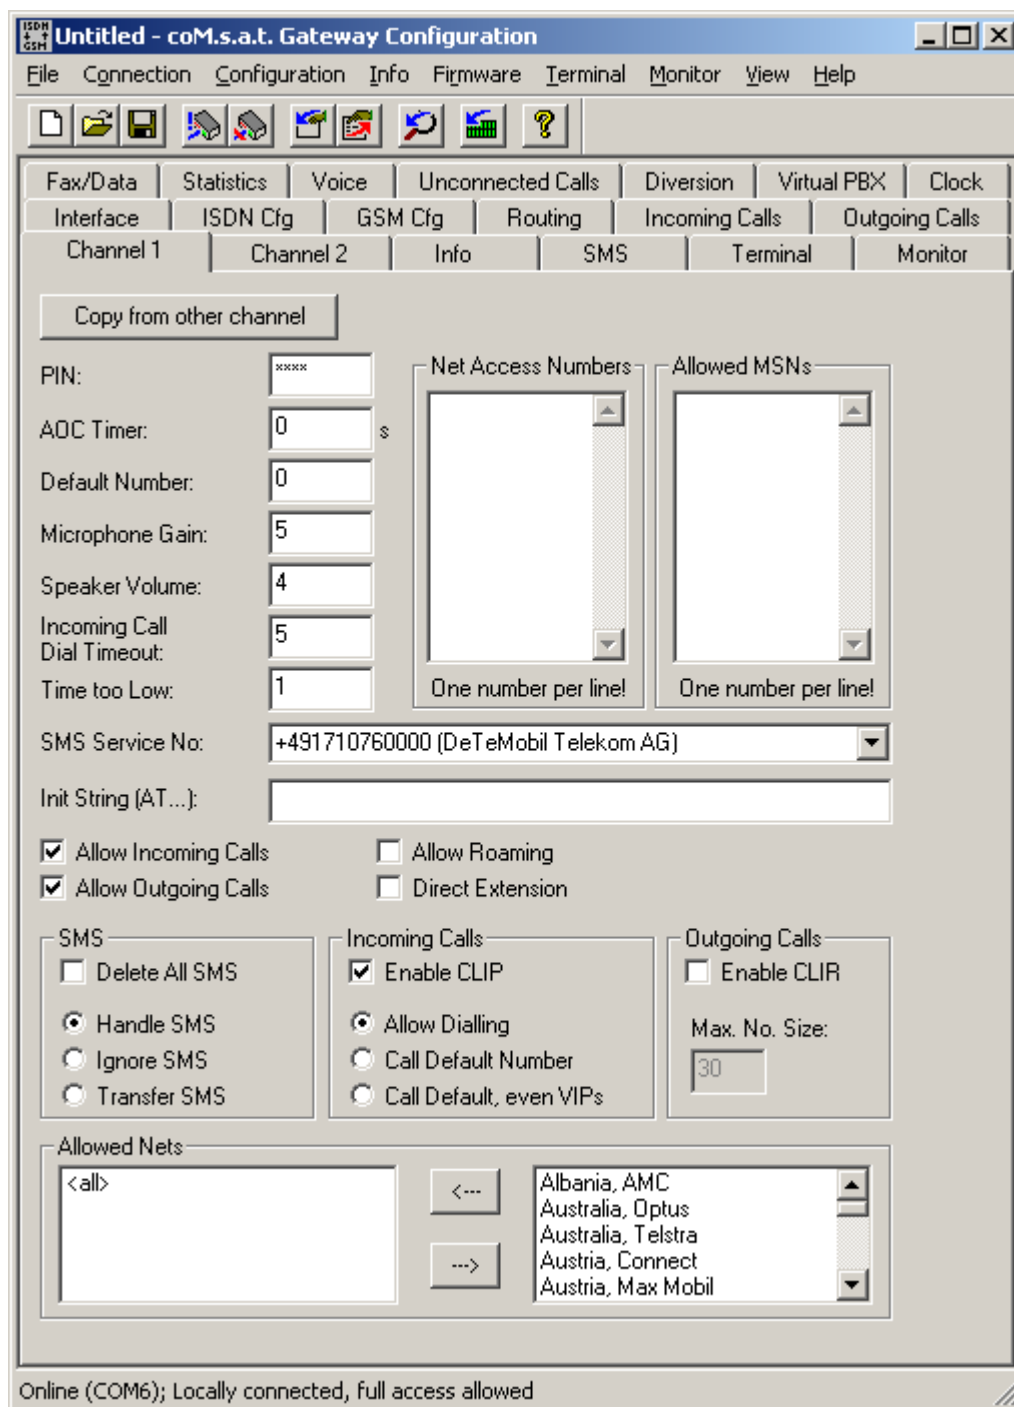 ISDN
GSM
Untitled - coM.s.a.t. Gateway Configuration
File Connection Configuration Info Firmware Terminal Monitor View Help
Fax/Data Statistics Voice Unconnected Calls Diversion Virtual PBX Clock
Interface ISDN Cfg GSM Cfg Routing Incoming Calls Outgoing Calls
Channel 1 Channel 2 Info SMS Terminal Monitor
Copy from other channel
PIN: xxxx
AOC Timer: 0 s
Default Number: 0
Microphone Gain: 5
Speaker Volume: 4
Incoming Call
Dial Timeout: 5
Time too Low: 1
Net Access Numbers
One number per line!
Allowed MSNs
One number per line!
SMS Service No: +491710760000 (DeTeMobil Telekom AG)
Init String (AT...):
Allow Incoming Calls Allow Roaming
Allow Outgoing Calls Direct Extension
SMS
Delete All SMS
Handle SMS
Ignore SMS
Transfer SMS
Incoming Calls
Enable CLIP
Allow Dialling
Call Default Number
Call Default, even VIPs
Outgoing Calls
Enable CLIR
Max. No. Size:
30
Allowed Nets
<all>
<---
--->
Albania, AMC
Australia, Optus
Australia, Telstra
Austria, Connect
Austria, Max Mobil
Online (COM6); Locally connected, full access allowed